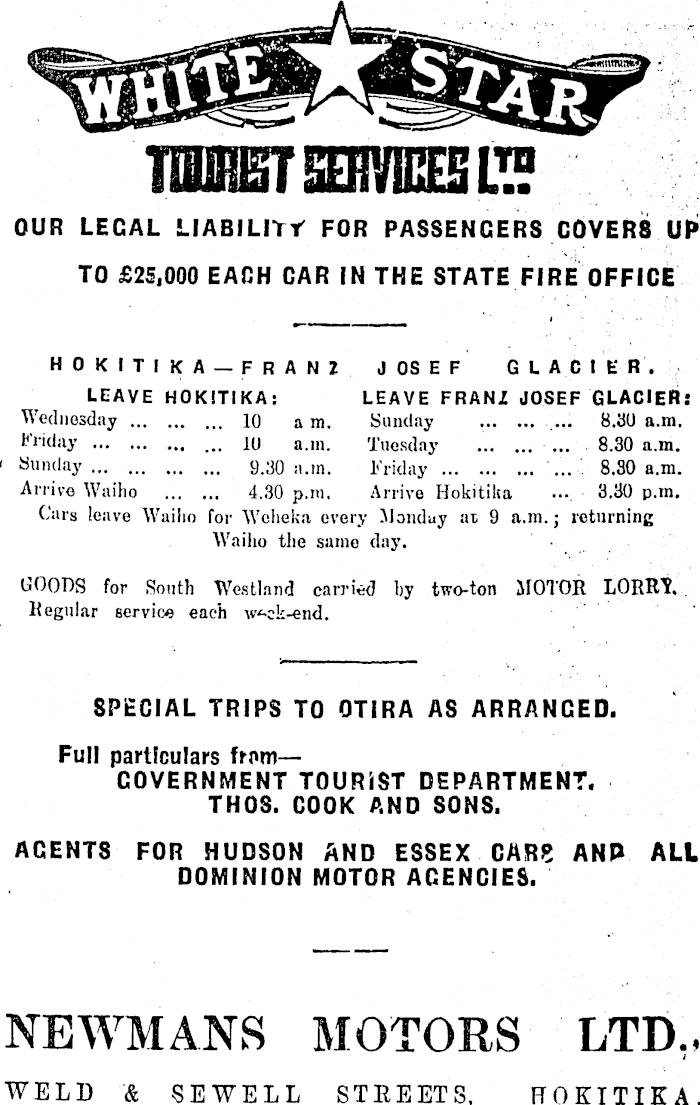 WHITE STAR
TOURIST SERVICES LTD
OUR LEGAL LIABILITY FOR PASSENGERS COVERS UP
TO £25,000 EACH CAR IN THE STATE FIRE OFFICE
HOKITIKA—FRANZ JOSEF GLACIER.
LEAVE HOKITIKA: LEAVE FRANZ JOSEF GLACIER:
Wednesday ... ... ... 10 a m. Sunday ... ... ... 8.30 a.m.
Friday ... ... ... ... 10 a.m. Tuesday ... ... ... 8.30 a.m.
Sunday ... ... ... ... 9.30 a.m. Friday ... ... ... ... 8.30 a.m.
Arrive Waiho ... ... 4.30 p.m. Arrive Hokitika ... 3.30 p.m.
Cars leave Waiho for Weheka every Monday at 9 a.m.; returning
Waiho the same day.
GOODS for South Westland carried by two-ton MOTOR LORRY.
Regular service each week-end.
SPECIAL TRIPS TO OTIRA AS ARRANGED.
Full particulars from—
GOVERNMENT TOURIST DEPARTMENT.
THOS. COOK AND SONS.
AGENTS FOR HUDSON AND ESSEX CARS AND ALL
DOMINION MOTOR AGENCIES.
NEWMANS MOTORS LTD.,
WELD & SEWELL STREETS, HOKITIKA.